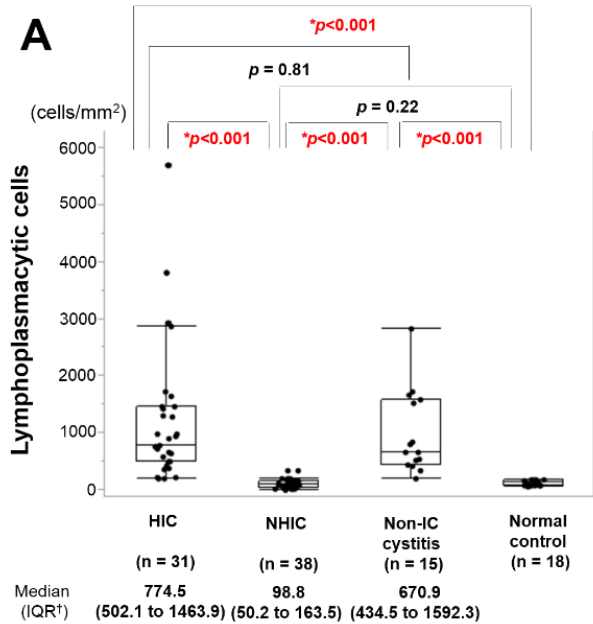 A
*p<0.001
p = 0.81
p = 0.22
(cells/mm²)
*p<0.001 *p<0.001 *p<0.001
Lymphoplasmacytic cells
6000
5000
4000
3000
2000
1000
0
HIC NHIC Non-IC cystitis Normal control
(n = 31) (n = 38) (n = 15) (n = 18)
Median 774.5 98.8 670.9
(IQR†) (502.1 to 1463.9) (50.2 to 163.5) (434.5 to 1592.3)